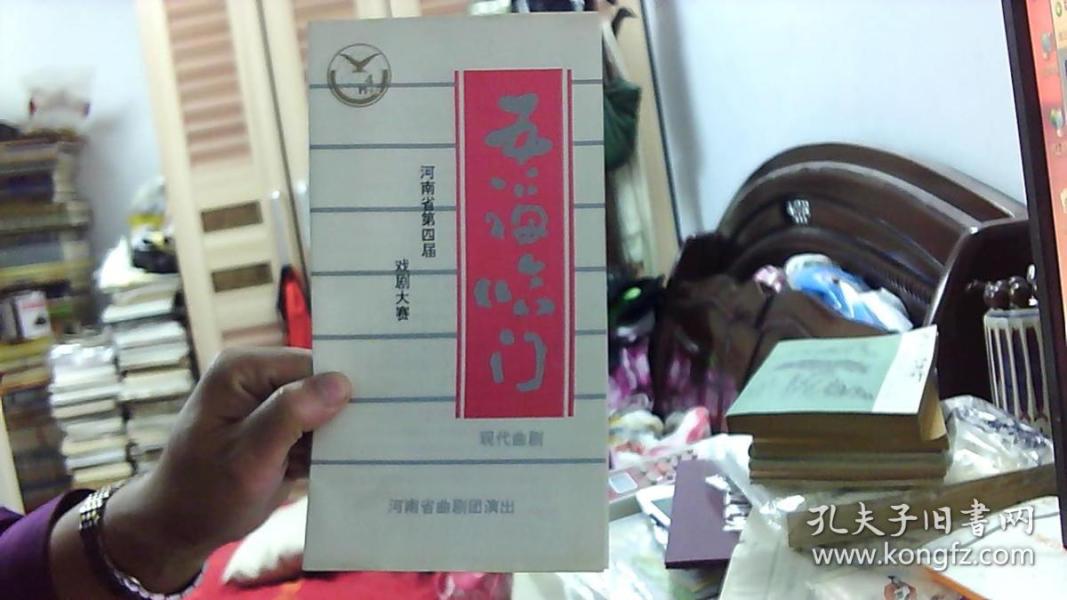 五福临门
河南省第四届
戏剧大赛
现代曲剧
河南省曲剧团演出
孔夫子旧书网
www.kongfz.com